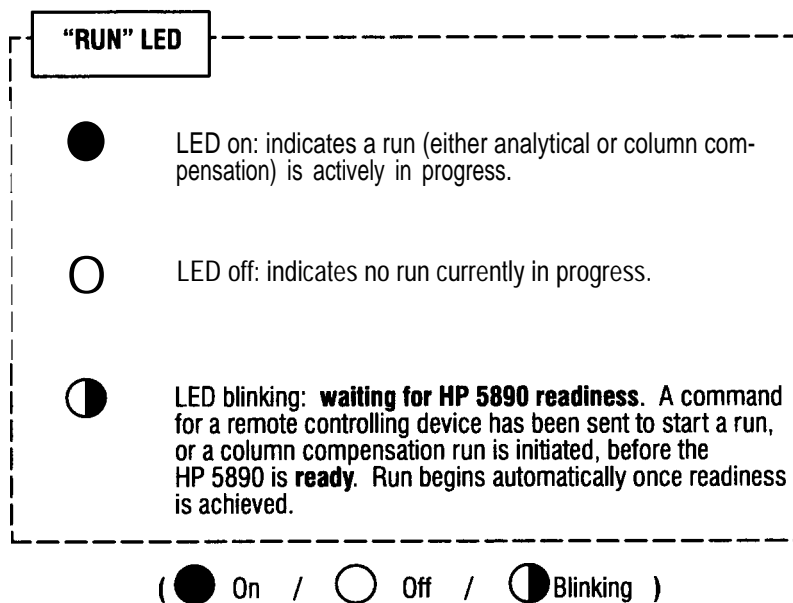 "RUN" LED
LED on: indicates a run (either analytical or column com-
pensation) is actively in progress.
LED off: indicates no run currently in progress.
LED blinking: waiting for HP 5890 readiness. A command
for a remote controlling device has been sent to start a run,
or a column compensation run is initiated, before the
HP 5890 is ready. Run begins automatically once readiness
is achieved.
( On / Off / Blinking )